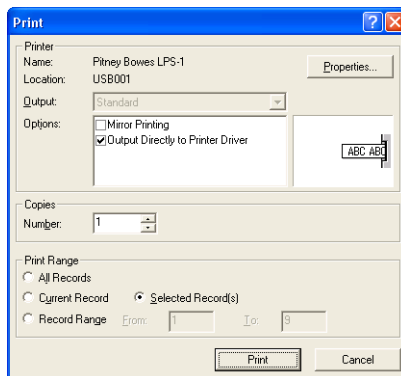 Print
Printer
Name: Pitney Bowes LPS-1
Properties...
Location: USB001
Output: Standard
Options: Mirror Printing
Output Directly to Printer Driver
ABC ABC
Copies
Number: 1
Print Range
All Records
Current Record Selected Record(s)
Record Range From: 1 To: 9
Print Cancel